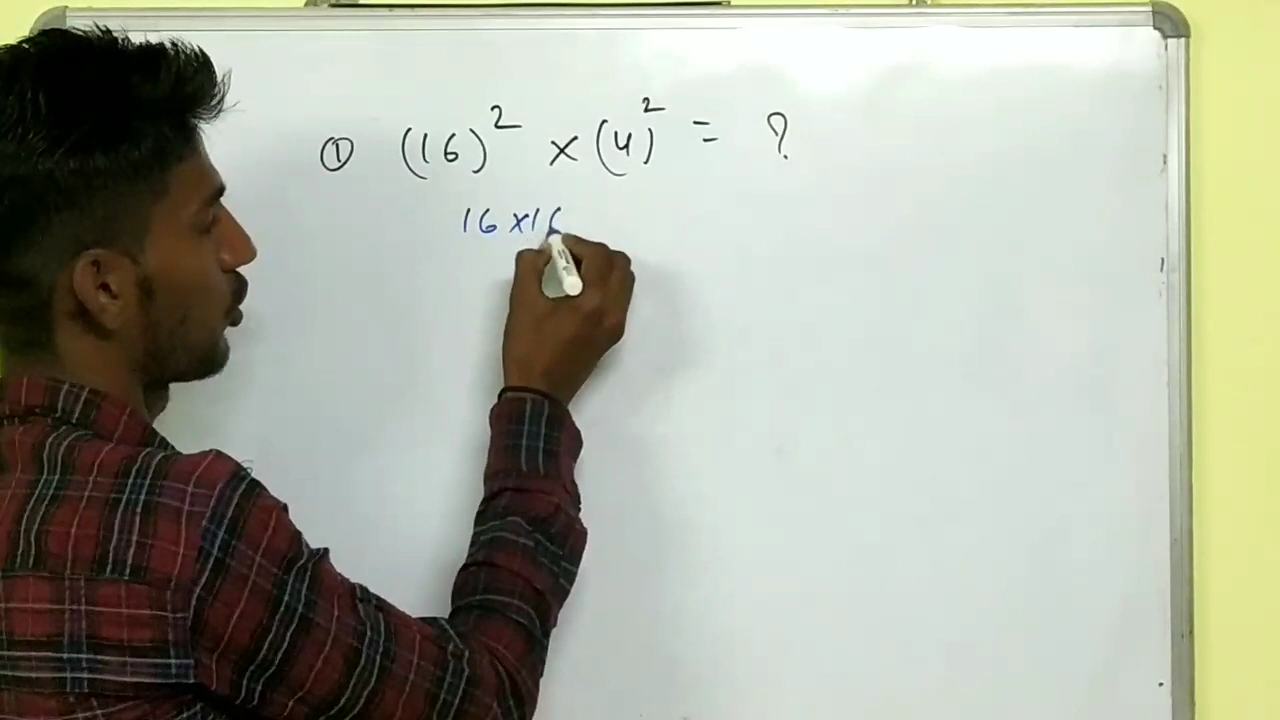 ① (16)² × (4)² = ?
16 × 16